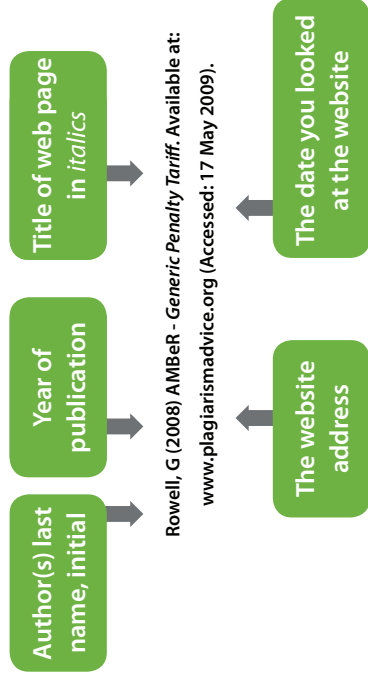 Author(s) last
name, initial
Year of
publication
Title of web page
in italics
Rowell, G (2008) AMBeR - Generic Penalty Tariff. Available at:
www.plagiarismadvice.org (Accessed: 17 May 2009).
The website
address
The date you looked
at the website